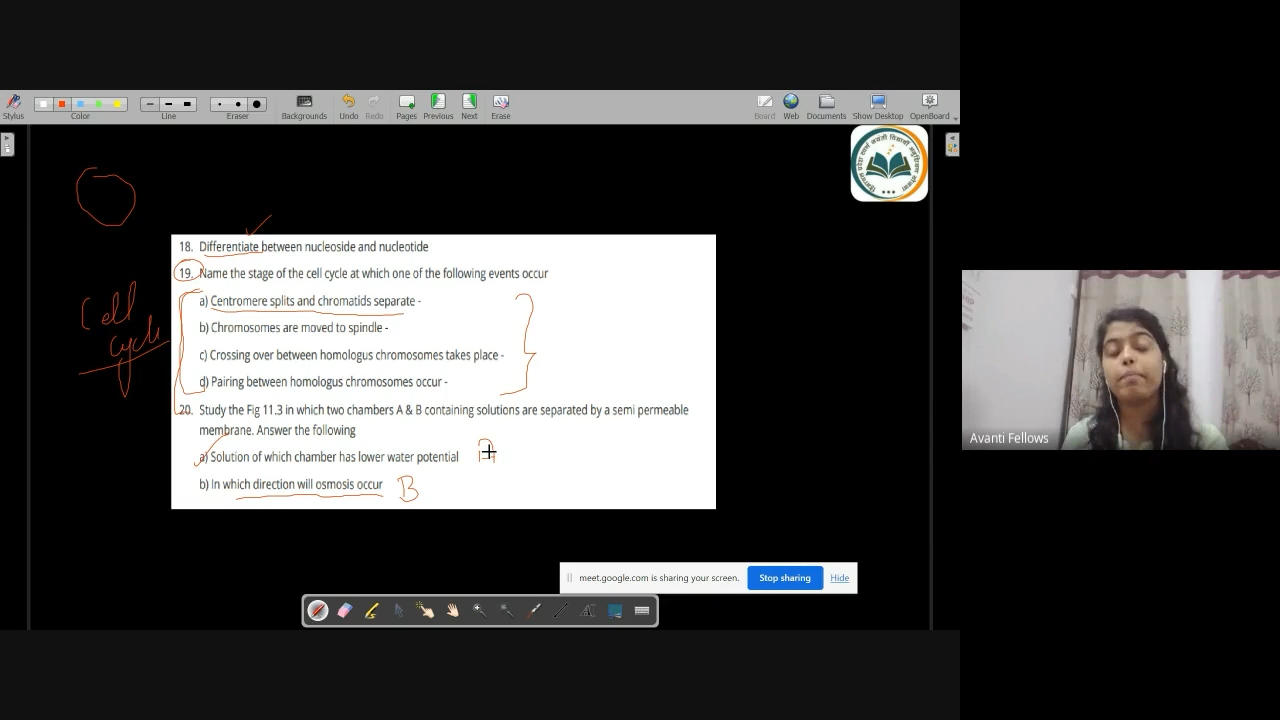 Stylus
Color
Line
Eraser
Backgrounds
Undo
Redo
Pages
Previous
Next
Erase
Board
Web
Documents
Show Desktop
OpenBoard
18. Differentiate between nucleoside and nucleotide
19. Name the stage of the cell cycle at which one of the following events occur
a) Centromere splits and chromatids separate -
b) Chromosomes are moved to spindle -
c) Crossing over between homologus chromosomes takes place -
d) Pairing between homologus chromosomes occur -
Cell
cycle
20. Study the Fig 11.3 in which two chambers A & B containing solutions are separated by a semi permeable
membrane. Answer the following
a) Solution of which chamber has lower water potential
b) In which direction will osmosis occur B
meet.google.com is sharing your screen.
Stop sharing
Hide
Avanti Fellows